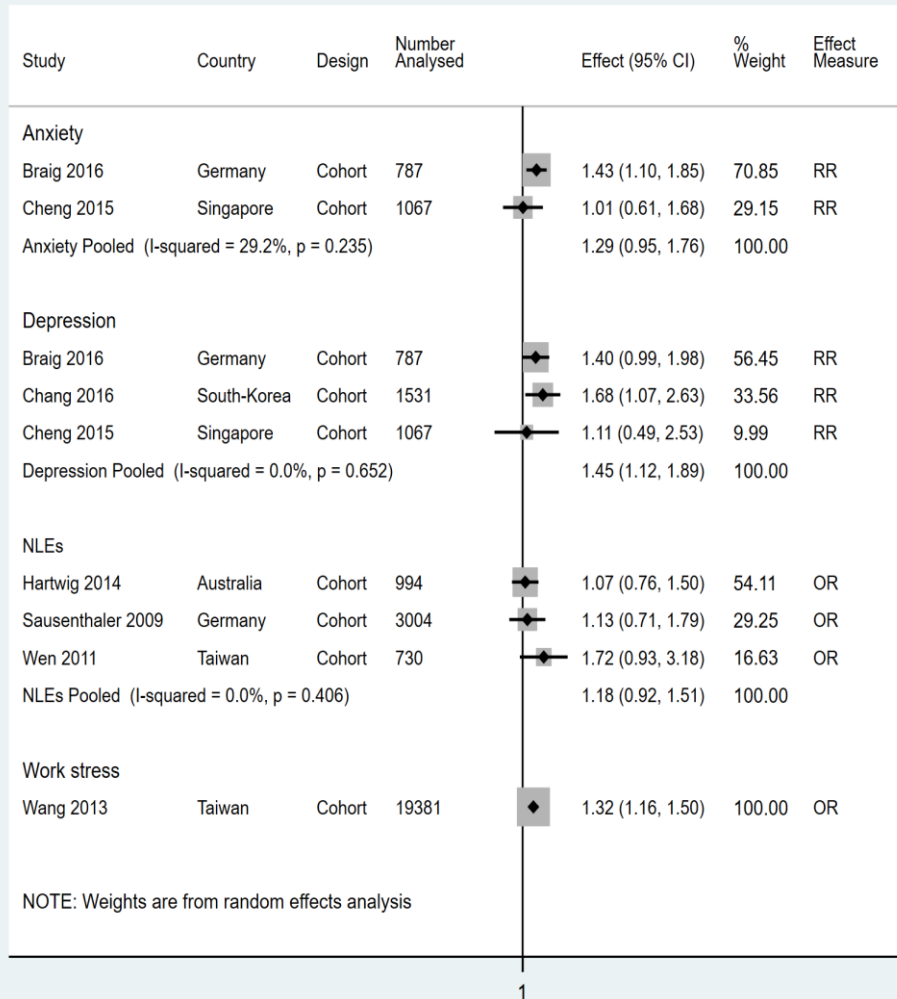 Study Country Design Number Analysed Effect (95% CI) % Weight Effect Measure
Anxiety
Braig 2016 Germany Cohort 787 1.43 (1.10, 1.85) 70.85 RR
Cheng 2015 Singapore Cohort 1067 1.01 (0.61, 1.68) 29.15 RR
Anxiety Pooled (I-squared = 29.2%, p = 0.235) 1.29 (0.95, 1.76) 100.00
Depression
Braig 2016 Germany Cohort 787 1.40 (0.99, 1.98) 56.45 RR
Chang 2016 South-Korea Cohort 1531 1.68 (1.07, 2.63) 33.56 RR
Cheng 2015 Singapore Cohort 1067 1.11 (0.49, 2.53) 9.99 RR
Depression Pooled (I-squared = 0.0%, p = 0.652) 1.45 (1.12, 1.89) 100.00
NLEs
Hartwig 2014 Australia Cohort 994 1.07 (0.76, 1.50) 54.11 OR
Sausenthaler 2009 Germany Cohort 3004 1.13 (0.71, 1.79) 29.25 OR
Wen 2011 Taiwan Cohort 730 1.72 (0.93, 3.18) 16.63 OR
NLEs Pooled (I-squared = 0.0%, p = 0.406) 1.18 (0.92, 1.51) 100.00
Work stress
Wang 2013 Taiwan Cohort 19381 1.32 (1.16, 1.50) 100.00 OR
NOTE: Weights are from random effects analysis
1